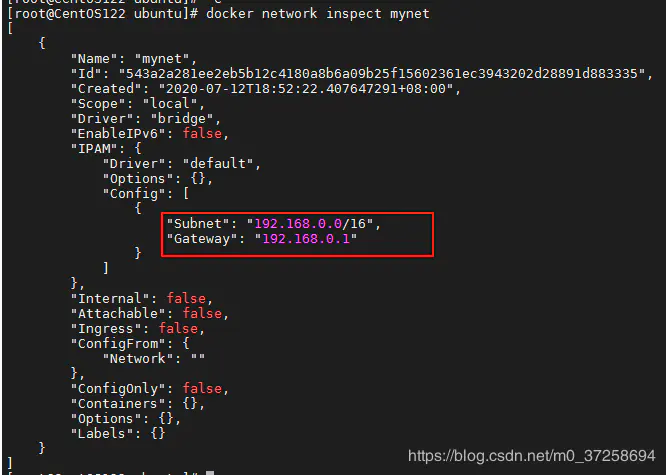 [root@CentOS122 ubuntu]# docker network inspect mynet
[
    {
        "Name": "mynet",
        "Id": "543a2a281ee2eb5b12c4180a8b6a09b25f15602361ec3943202d28891d883335",
        "Created": "2020-07-12T18:52:22.407647291+08:00",
        "Scope": "local",
        "Driver": "bridge",
        "EnableIPv6": false,
        "IPAM": {
            "Driver": "default",
            "Options": {},
            "Config": [
                {
                    "Subnet": "192.168.0.0/16",
                    "Gateway": "192.168.0.1"
                }
            ]
        },
        "Internal": false,
        "Attachable": false,
        "Ingress": false,
        "ConfigFrom": {
            "Network": ""
        },
        "ConfigOnly": false,
        "Containers": {},
        "Options": {},
        "Labels": {}
    }
]
https://blog.csdn.net/m0_37258694